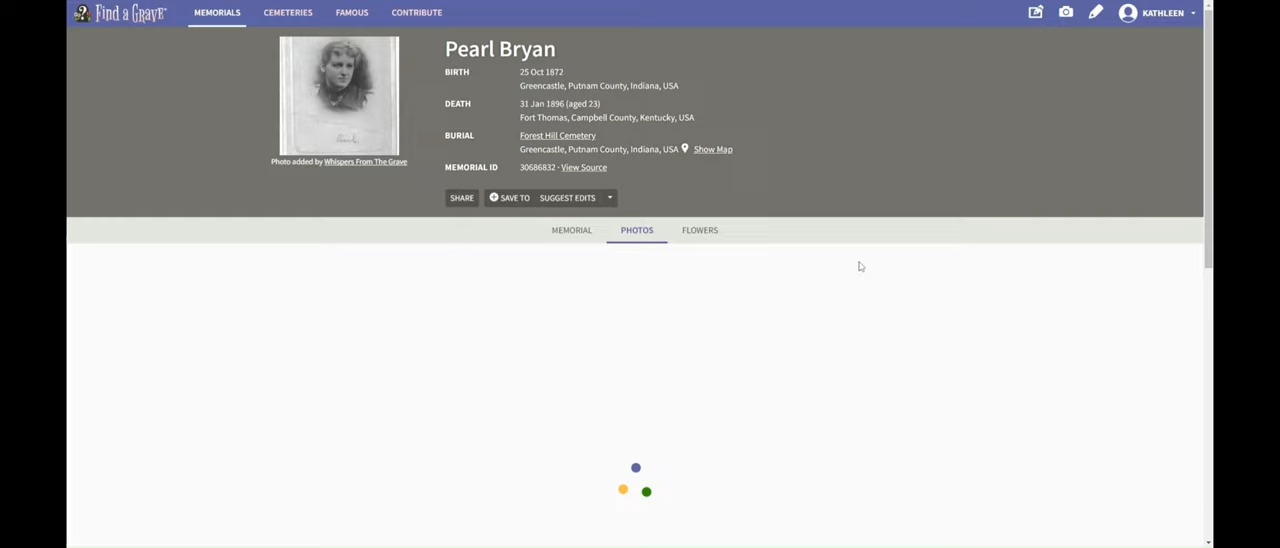 Find a Grave
MEMORIALS
CEMETERIES
FAMOUS
CONTRIBUTE
KATHLEEN
Pearl Bryan
BIRTH
25 Oct 1872
Greencastle, Putnam County, Indiana, USA
DEATH
31 Jan 1896 (aged 23)
Fort Thomas, Campbell County, Kentucky, USA
BURIAL
Forest Hill Cemetery
Greencastle, Putnam County, Indiana, USA
Show Map
MEMORIAL ID
30686832 · View Source
Photo added by Whispers From The Grave
SHARE
SAVE TO
SUGGEST EDITS
MEMORIAL
PHOTOS
FLOWERS